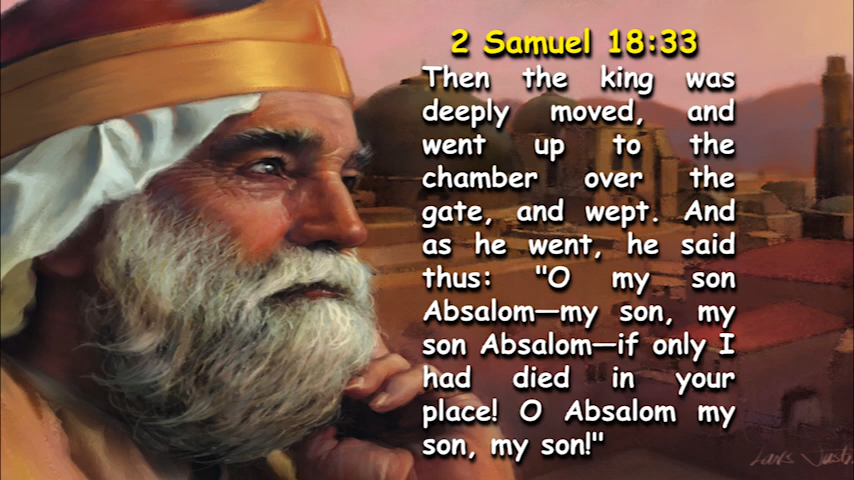 2 Samuel 18:33
Then the king was
deeply moved, and
went up to the
chamber over the
gate, and wept. And
as he went, he said
thus: "O my son
Absalom—my son, my
son Absalom—if only I
had died in your
place! O Absalom my
son, my son!"